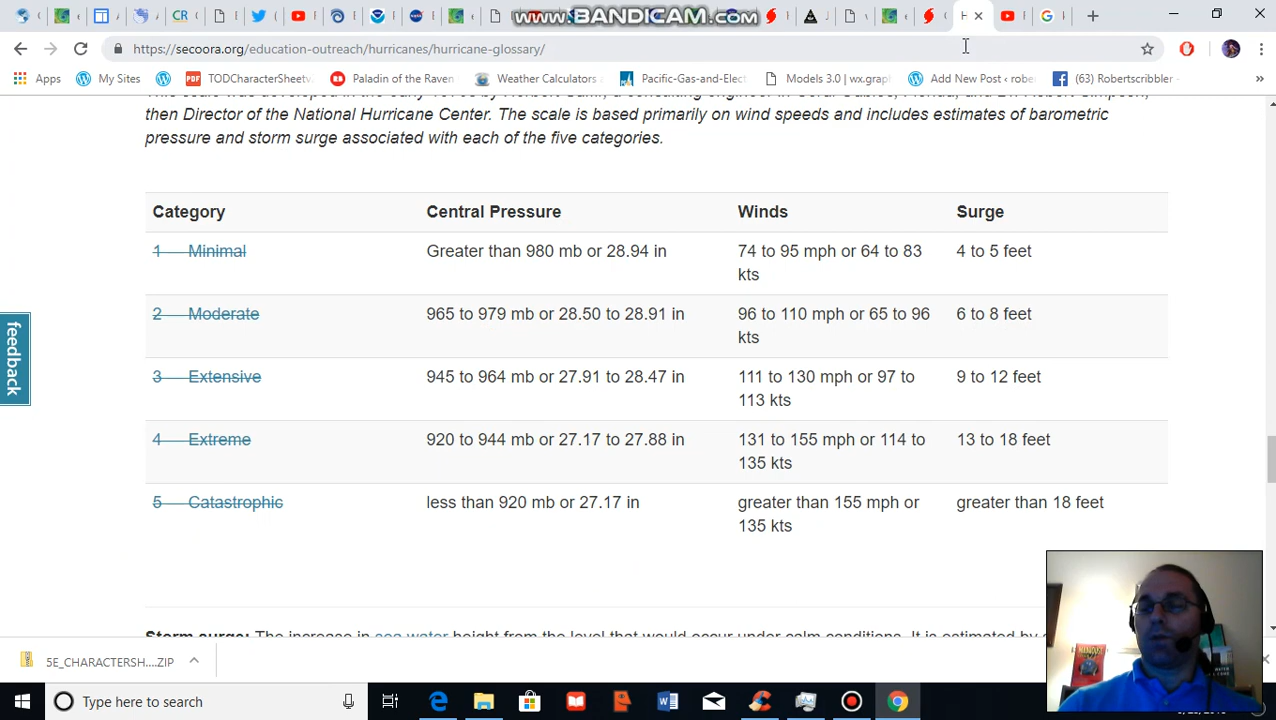 www.BANDICAM.com
https://secoora.org/education-outreach/hurricanes/hurricane-glossary/
Apps My Sites TODCharacterSheetv Paladin of the Raven Weather Calculators Pacific-Gas-and-Elect Models 3.0 | wx.grap Add New Post ‹ robe (63) Robertscribbler - »
then Director of the National Hurricane Center. The scale is based primarily on wind speeds and includes estimates of barometric
pressure and storm surge associated with each of the five categories.
Category Central Pressure Winds Surge
1 Minimal Greater than 980 mb or 28.94 in 74 to 95 mph or 64 to 83 4 to 5 feet
kts
2 Moderate 965 to 979 mb or 28.50 to 28.91 in 96 to 110 mph or 65 to 96 6 to 8 feet
kts
3 Extensive 945 to 964 mb or 27.91 to 28.47 in 111 to 130 mph or 97 to 9 to 12 feet
113 kts
4 Extreme 920 to 944 mb or 27.17 to 27.88 in 131 to 155 mph or 114 to 13 to 18 feet
135 kts
5 Catastrophic less than 920 mb or 27.17 in greater than 155 mph or greater than 18 feet
135 kts
feedback
Storm surge: The increase in sea water height from the level that would occur under calm conditions. It is estimated by
5E_CHARACTERSH....ZIP
Type here to search